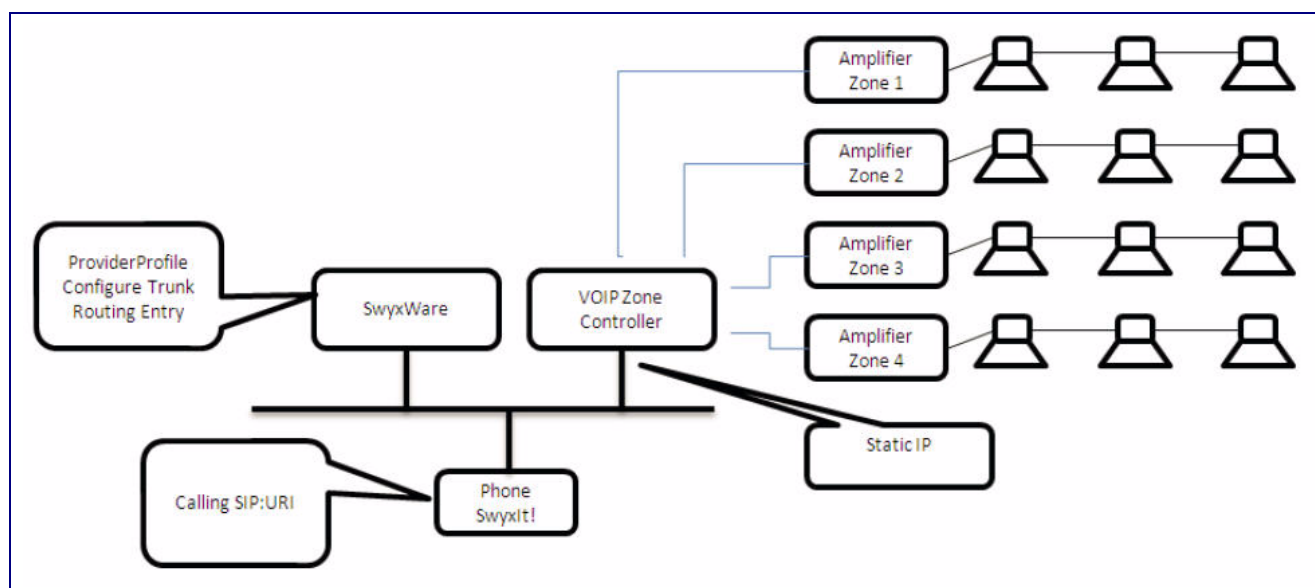 Amplifier
Zone 1
Amplifier
Zone 2
Amplifier
Zone 3
Amplifier
Zone 4
ProviderProfile
Configure Trunk
Routing Entry
SwyxWare
VOIP Zone
Controller
Static IP
Calling SIP:URI
Phone
SwyxIt!